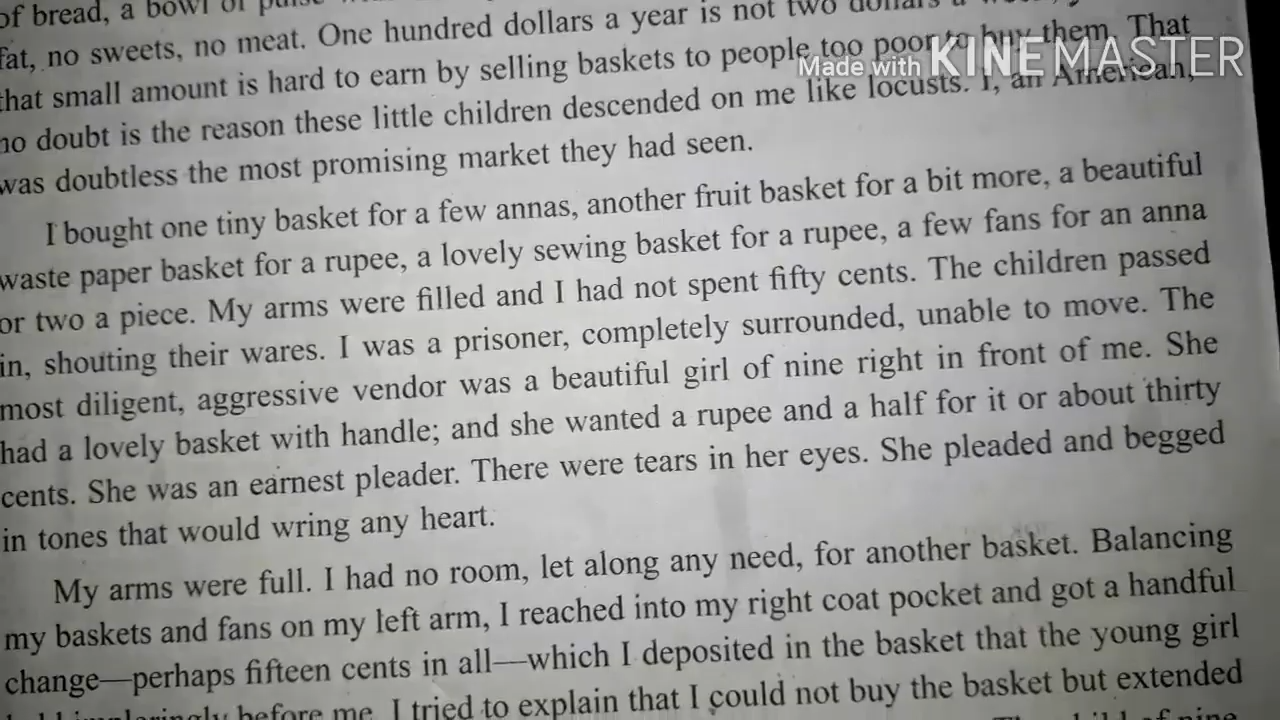 of bread, a bowl of
fat, no sweets, no meat. One hundred dollars a year is not two dollars a
that small amount is hard to earn by selling baskets to people too poor to buy them. That
no doubt is the reason these little children descended on me like locusts. I, an American,
was doubtless the most promising market they had seen.
I bought one tiny basket for a few annas, another fruit basket for a bit more, a beautiful
waste paper basket for a rupee, a lovely sewing basket for a rupee, a few fans for an anna
or two a piece. My arms were filled and I had not spent fifty cents. The children passed
in, shouting their wares. I was a prisoner, completely surrounded, unable to move. The
most diligent, aggressive vendor was a beautiful girl of nine right in front of me. She
had a lovely basket with handle; and she wanted a rupee and a half for it or about thirty
cents. She was an earnest pleader. There were tears in her eyes. She pleaded and begged
in tones that would wring any heart.
My arms were full. I had no room, let along any need, for another basket. Balancing
my baskets and fans on my left arm, I reached into my right coat pocket and got a handful
change—perhaps fifteen cents in all—which I deposited in the basket that the young girl
before me. I tried to explain that I could not buy the basket but extended
of nine
Made with KINEMASTER